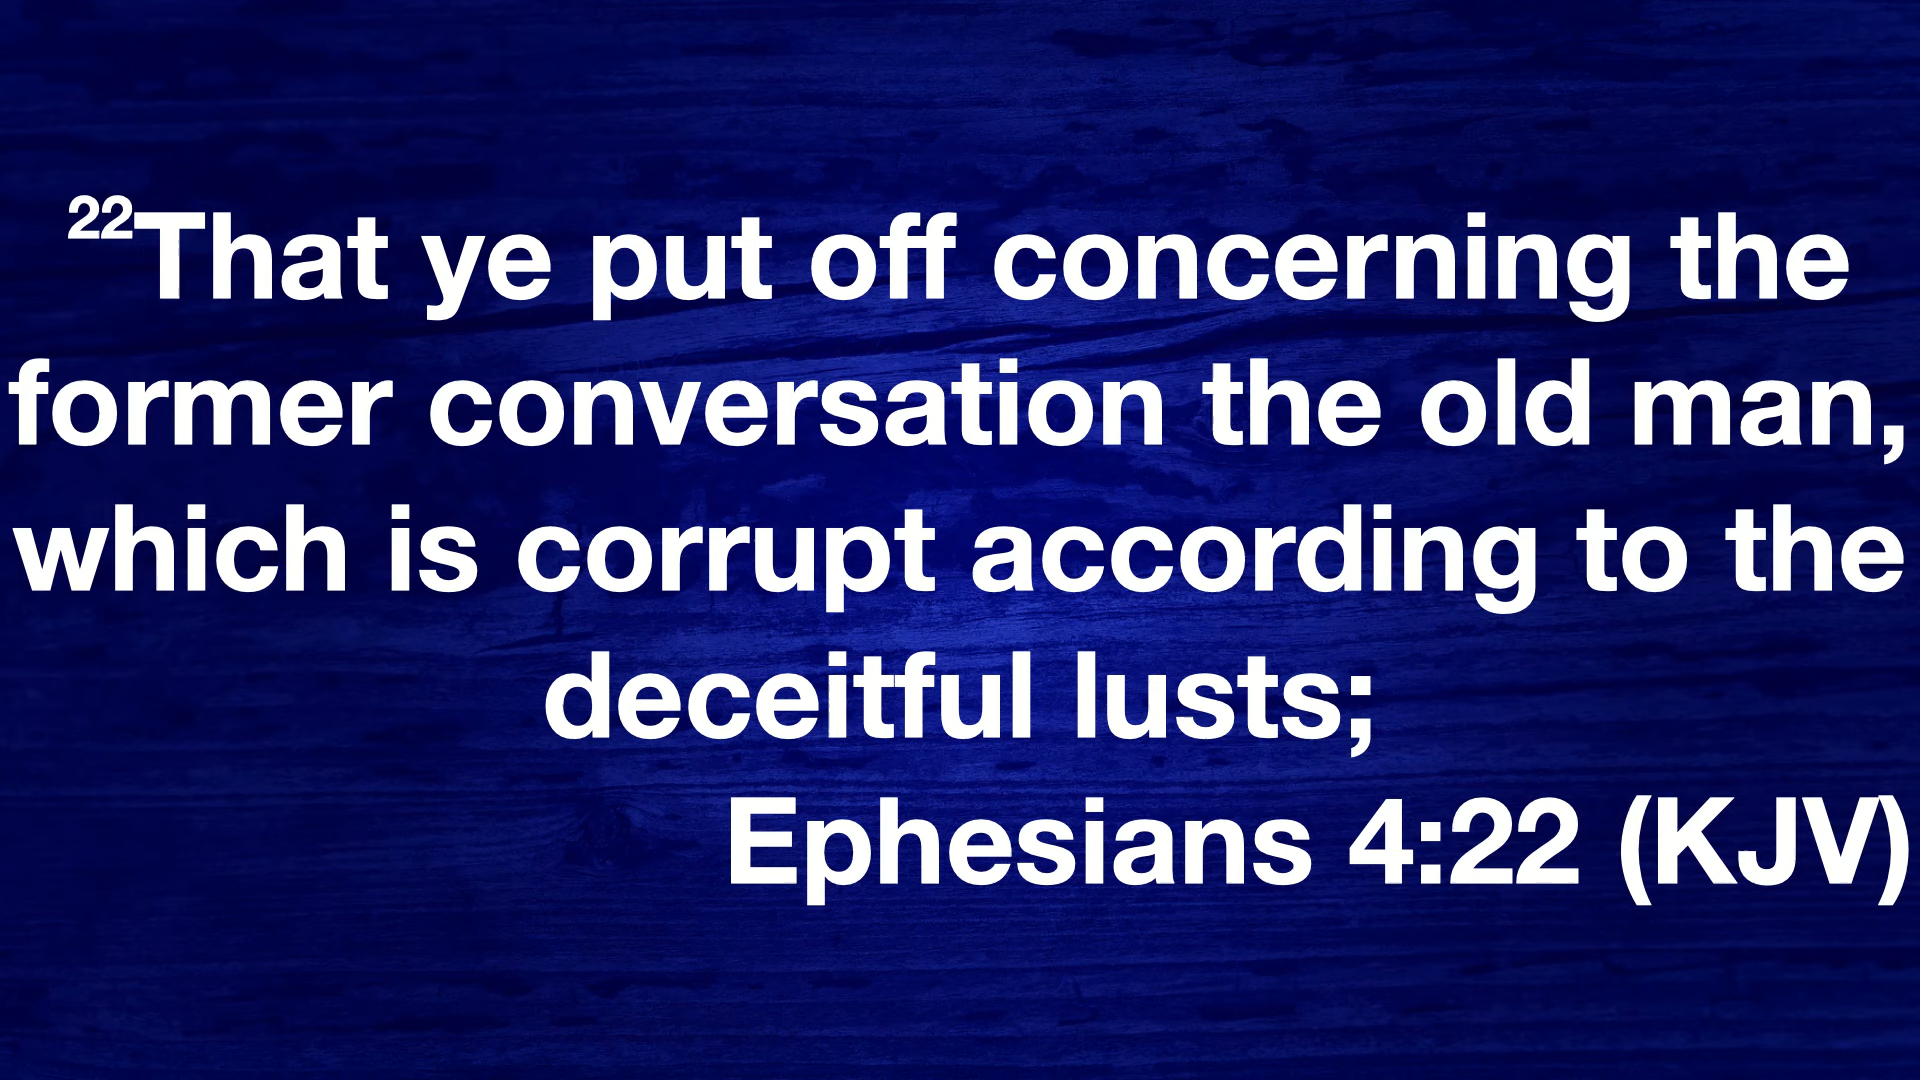 22That ye put off concerning the
former conversation the old man,
which is corrupt according to the
deceitful lusts;
Ephesians 4:22 (KJV)